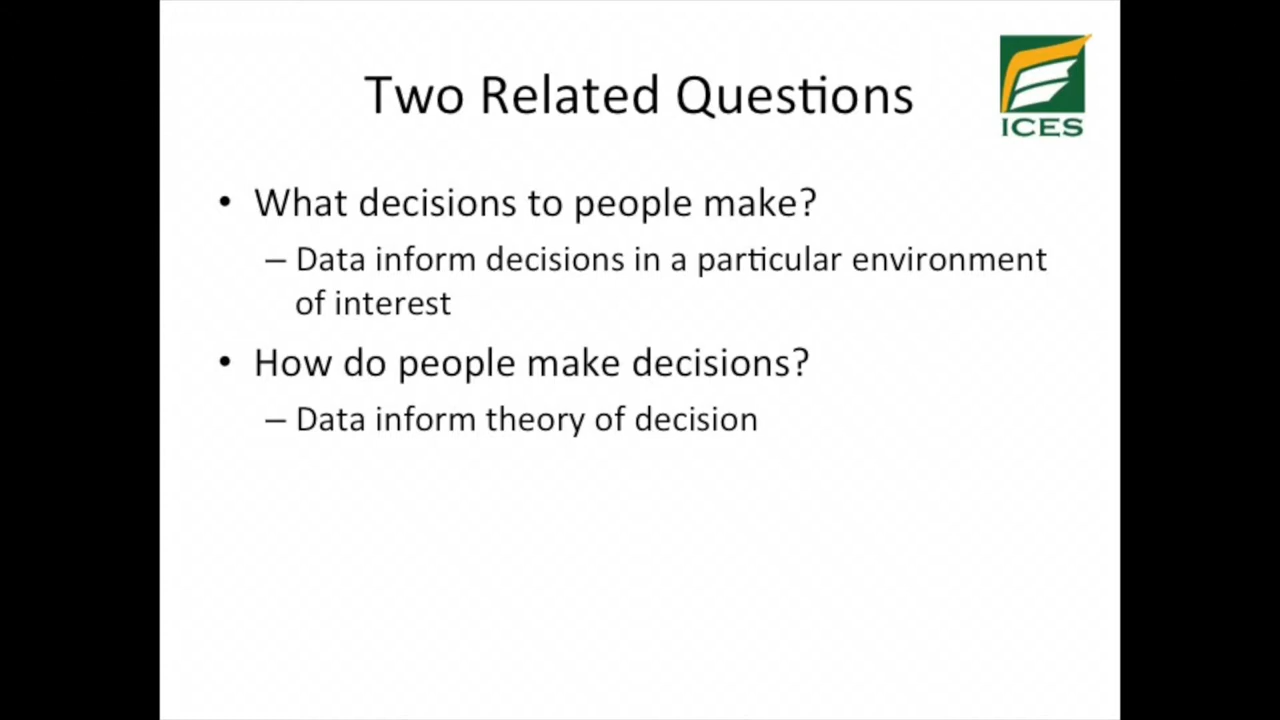 Two Related Questions
ICES
• What decisions to people make?
– Data inform decisions in a particular environment
of interest
• How do people make decisions?
– Data inform theory of decision